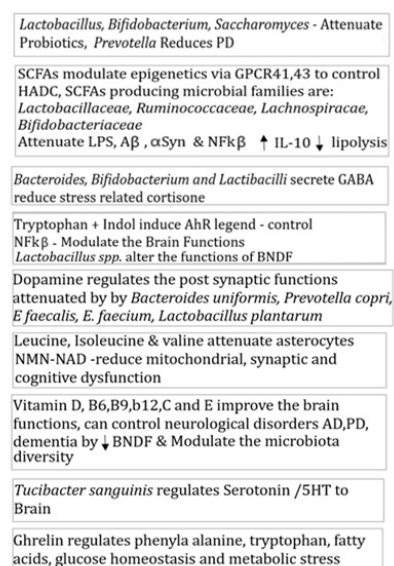 Lactobacillus, Bifidobacterium, Saccharomyces - Attenuate
Probiotics, Prevotella Reduces PD
SCFAs modulate epigenetics via GPCR41,43 to control
HADC, SCFAs producing microbial families are:
Lactobacillaceae, Ruminococcaceae, Lachnospiracae,
Bifidobacteriaceae
Attenuate LPS, Aβ , αSyn & NFkβ ↑ IL-10 ↓ lipolysis
Bacteroides, Bifidobacterium and Lactibacilli secrete GABA
reduce stress related cortisone
Tryptophan + Indol induce AhR legend - control
NFkβ - Modulate the Brain Functions
Lactobacillus spp. alter the functions of BNDF
Dopamine regulates the post synaptic functions
attenuated by by Bacteroides uniformis, Prevotella copri,
E faecalis, E. faecium, Lactobacillus plantarum
Leucine, Isoleucine & valine attenuate asterocytes
NMN-NAD -reduce mitochondrial, synaptic and
cognitive dysfunction
Vitamin D, B6,B9,b12,C and E improve the brain
functions, can control neurological disorders AD,PD,
dementia by ↓ BNDF & Modulate the microbiota
diversity
Tucibacter sanguinis regulates Serotonin /5HT to
Brain
Ghrelin regulates phenyla alanine, tryptophan, fatty
acids, glucose homeostasis and metabolic stress